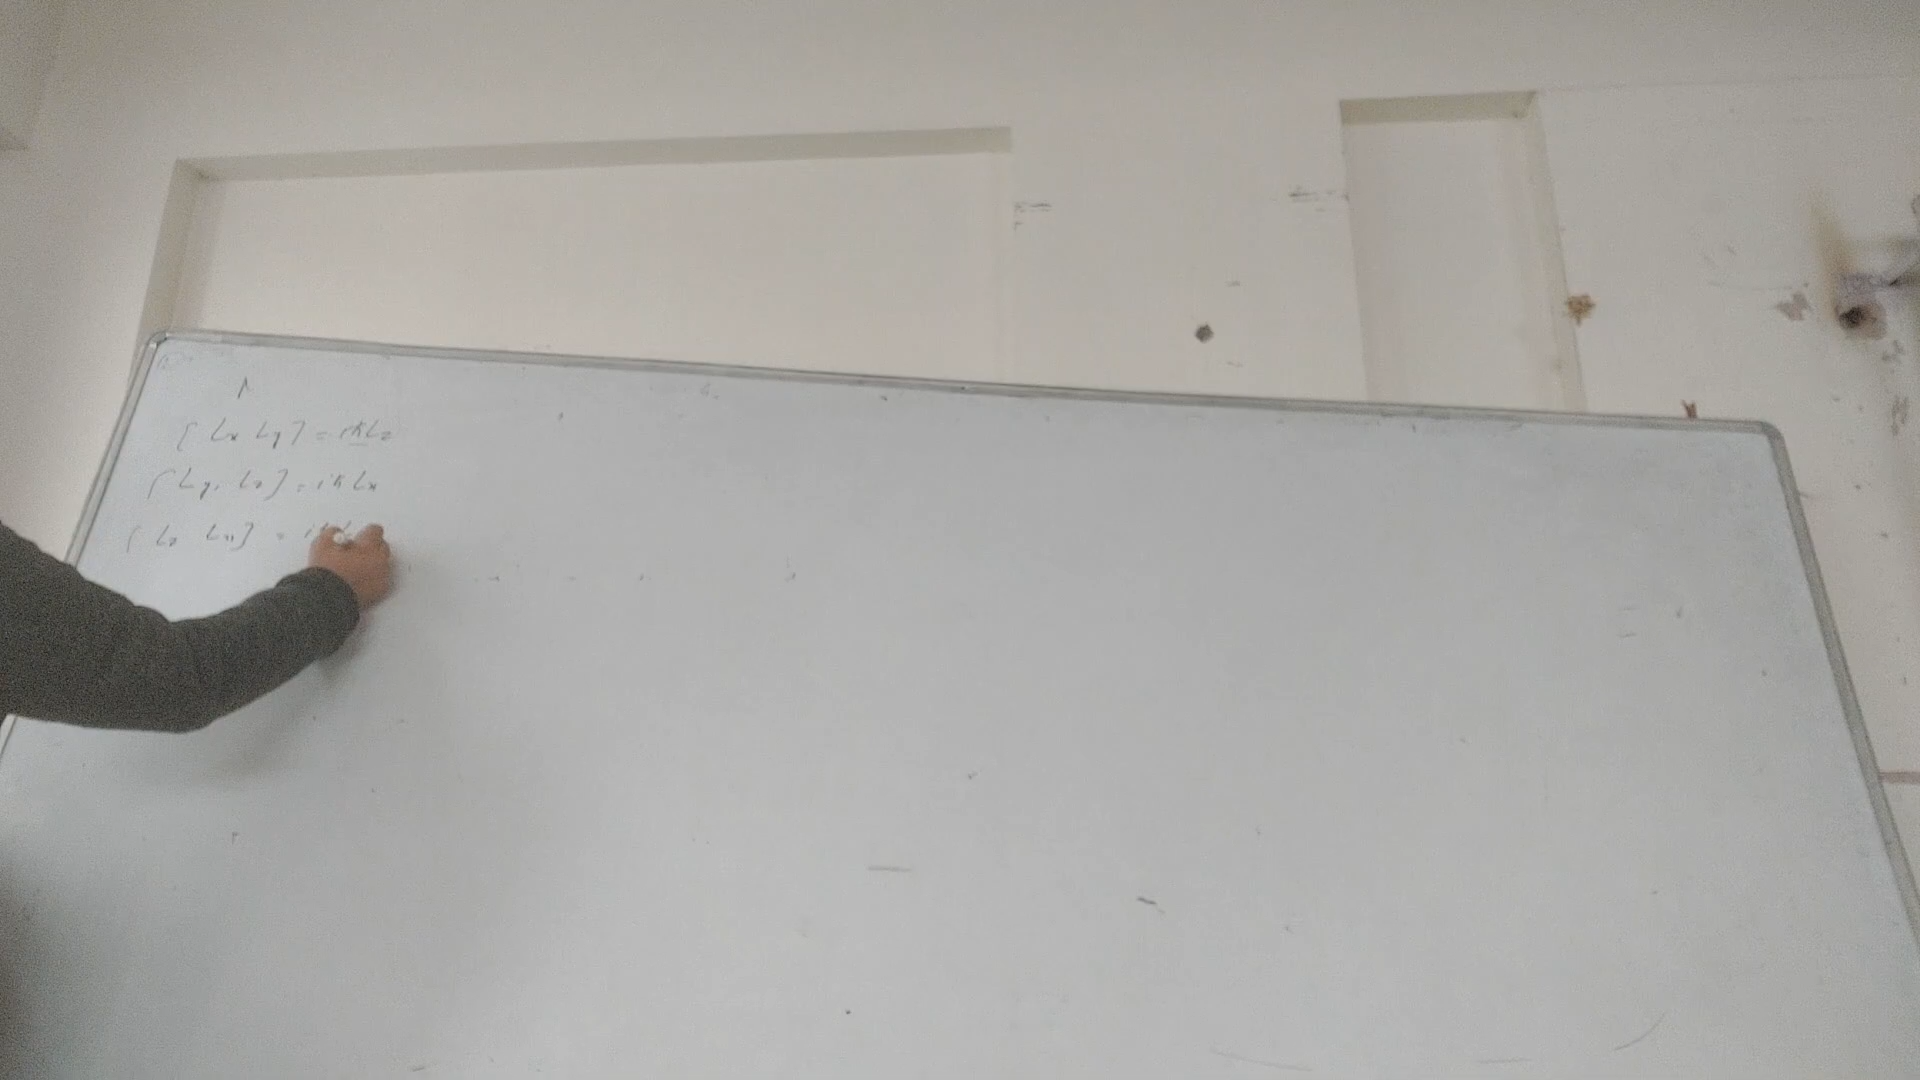 [Lx Ly] = iℏLz
[Ly, Lz] = iℏLx
[Lz Lx] = iℏL